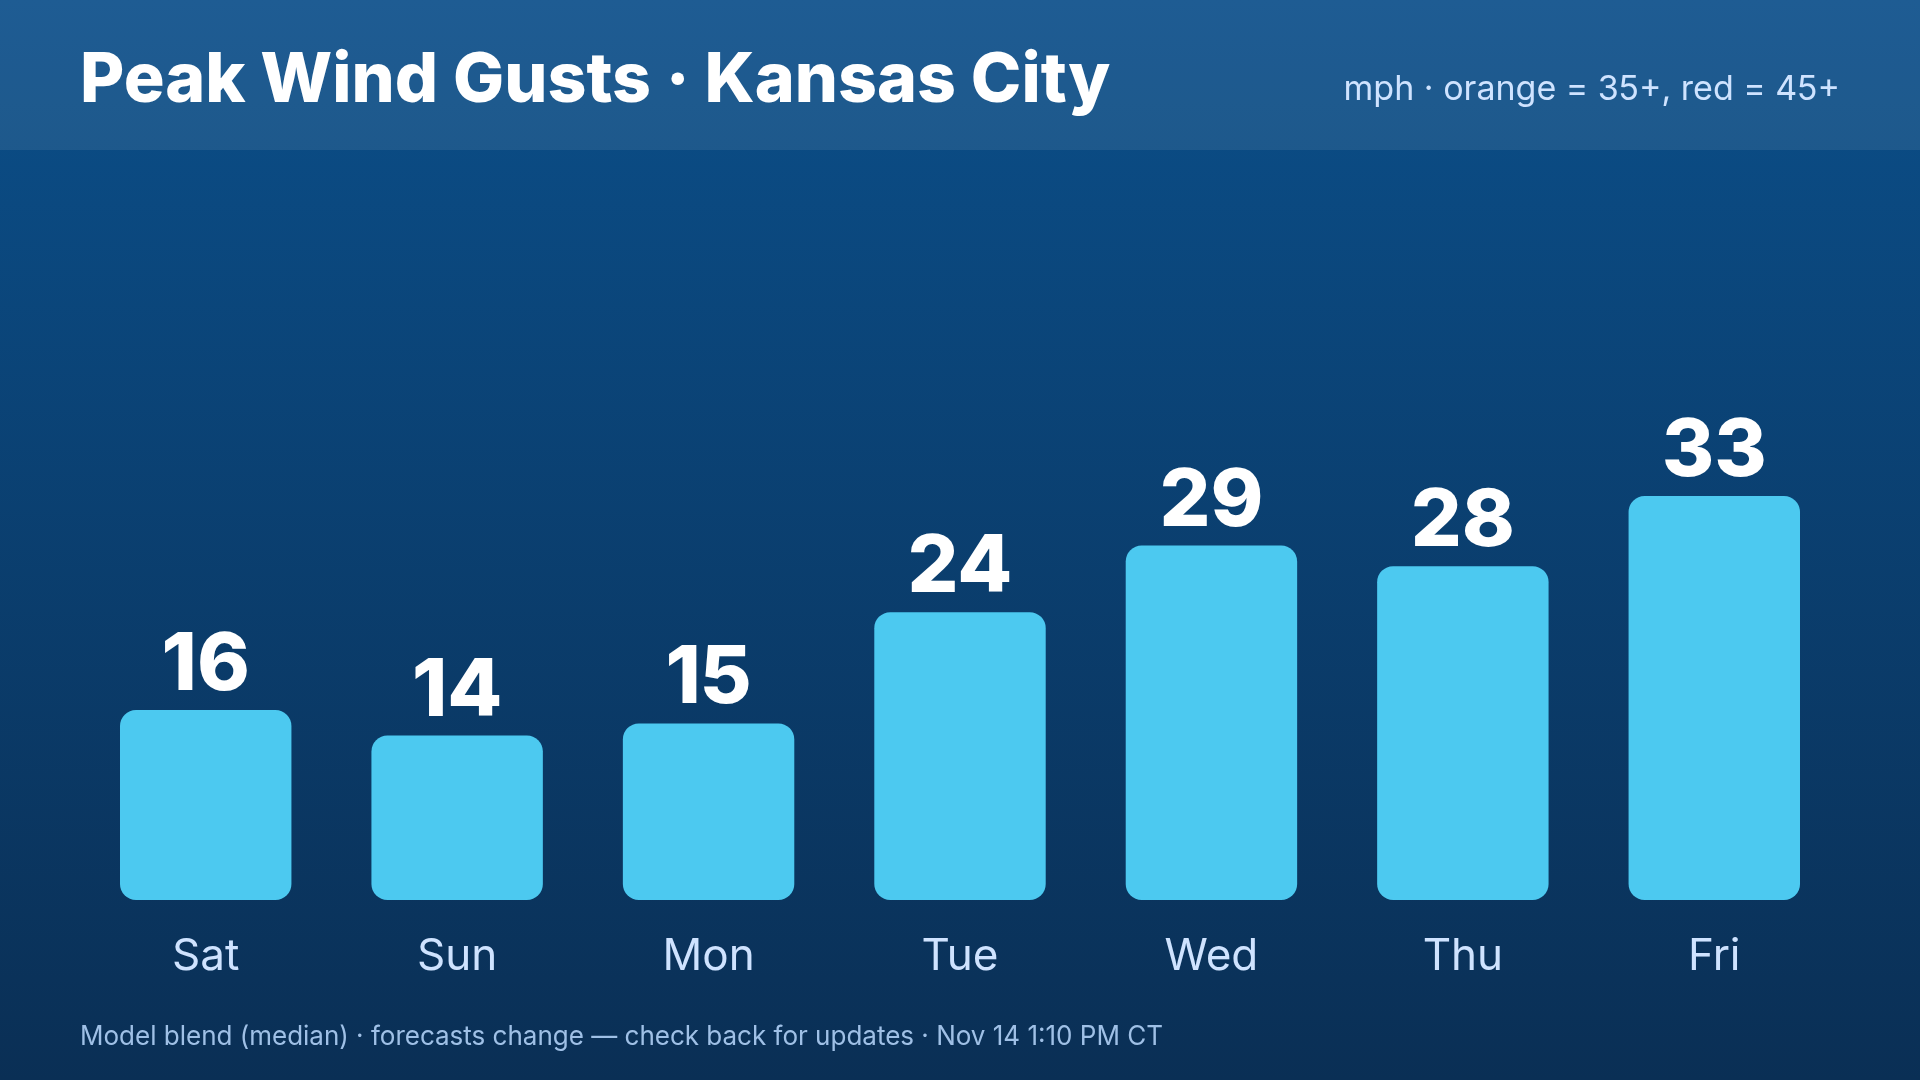 Peak Wind Gusts · Kansas City
mph · orange = 35+, red = 45+
16
14
15
24
29
28
33
Sat
Sun
Mon
Tue
Wed
Thu
Fri
Model blend (median) · forecasts change — check back for updates · Nov 14 1:10 PM CT